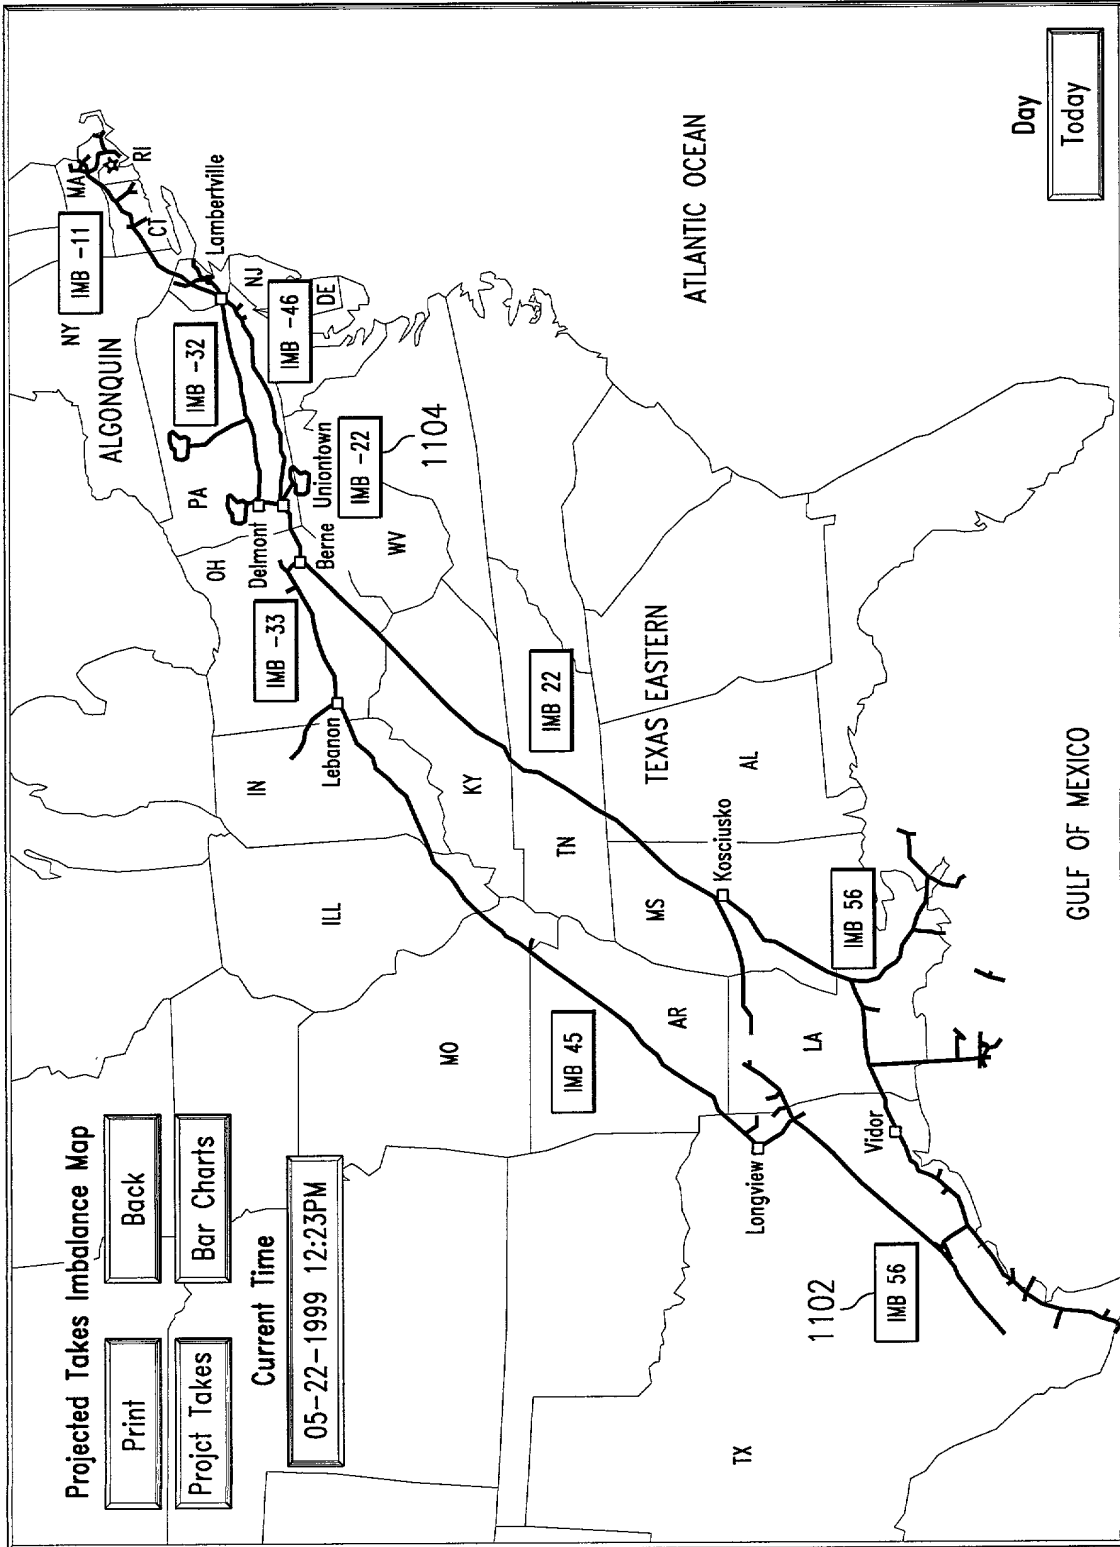 Projected Takes Imbalance Map
Print
Back
Projct Takes
Bar Charts
Current Time
05-22-1999 12:23PM
NY
IMB -11
MA
RI
CT
ALGONQUIN
IMB -32
Lambertville
NJ
DE
IMB -46
PA
OH
Delmont
Uniontown
IMB -22
1104
Berne
WV
IMB -33
Lebanon
IN
ILL
KY
IMB 22
TN
MO
TEXAS EASTERN
AL
Kosciusko
MS
IMB 45
AR
IMB 56
LA
Longview
Vidor
1102
IMB 56
TX
ATLANTIC OCEAN
GULF OF MEXICO
Day
Today